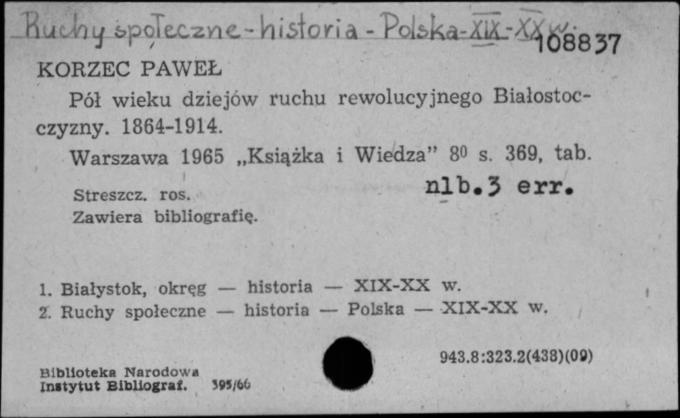 Ruchy społeczne - historia - Polska - XIX - XX w.
108837
KORZEC PAWEŁ
Pół wieku dziejów ruchu rewolucyjnego Białostoc-
czyzny. 1864-1914.
Warszawa 1965 „Książka i Wiedza” 8⁰ s. 369, tab.
nlb.3 err.
Streszcz. ros.
Zawiera bibliografię.
1. Białystok, okręg — historia — XIX-XX w.
2. Ruchy społeczne — historia — Polska — XIX-XX w.
943.8:323.2(438)(09)
Biblioteka Narodowa
Instytut Bibliograf. 395/66